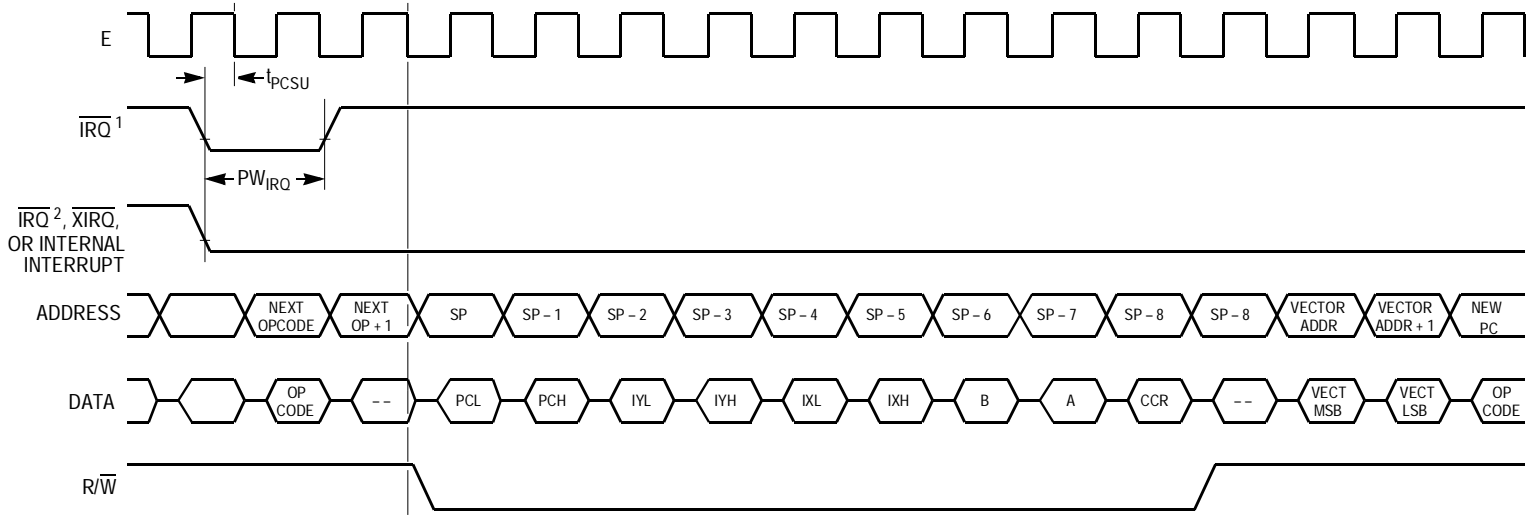 E
tPCSU
IRQ 1
PWIRQ
IRQ 2, XIRQ,
OR INTERNAL
INTERRUPT
ADDRESS
NEXT
OPCODE
NEXT
OP + 1
SP
SP – 1
SP – 2
SP – 3
SP – 4
SP – 5
SP – 6
SP – 7
SP – 8
SP – 8
VECTOR
ADDR
VECTOR
ADDR + 1
NEW
PC
DATA
OP
CODE
– –
PCL
PCH
IYL
IYH
IXL
IXH
B
A
CCR
– –
VECT
MSB
VECT
LSB
OP
CODE
R/W